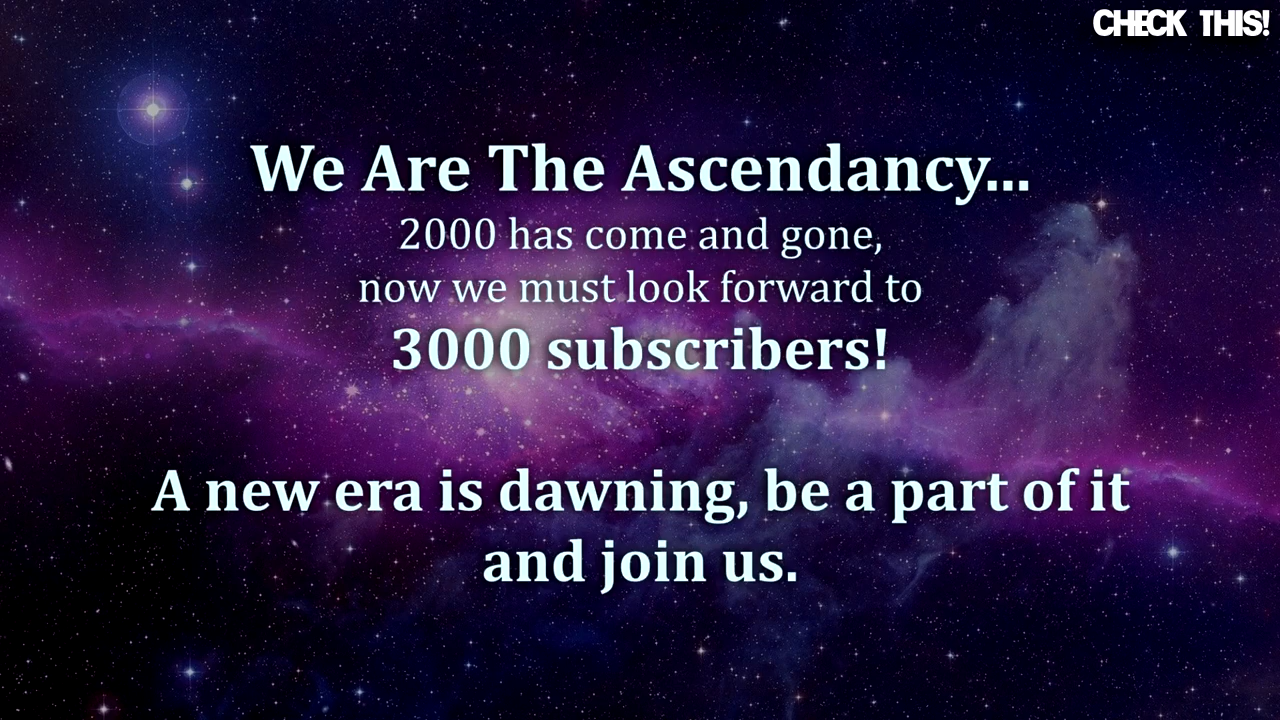 CHECK THIS!
We Are The Ascendancy...
2000 has come and gone,
now we must look forward to
3000 subscribers!
A new era is dawning, be a part of it
and join us.